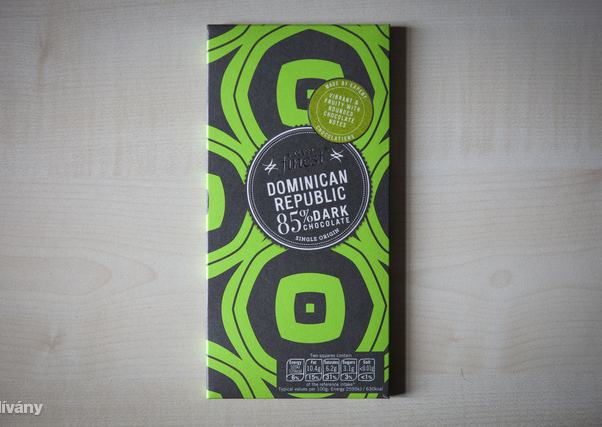 MADE BY EXPERT
VIBRANT &
FRUITY WITH
ROUNDED
CHOCOLATE
NOTES
CHOCOLATIERS
finest*
DOMINICAN
REPUBLIC
85% DARK
CHOCOLATE
SINGLE ORIGIN
Two squares contain
Energy Fat Saturates Sugars Salt
10.4g 6.2g 3.1g <0.01g
6% 15% 31% 3% <1%
of the reference intake*
Typical values per 100g: Energy 2590kJ / 630kcal
lívány